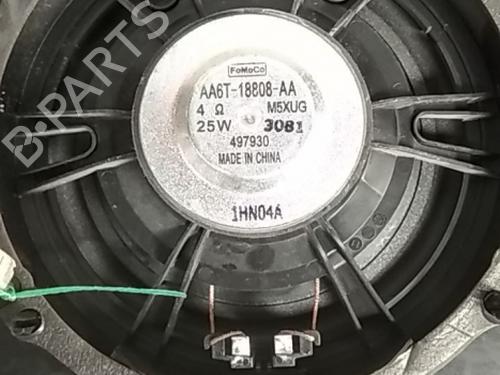 B-PARTS
FoMoCo
AA6T-18808-AA
4 Ω M5XUG
25W 3081
497930
MADE IN CHINA
1HN04A